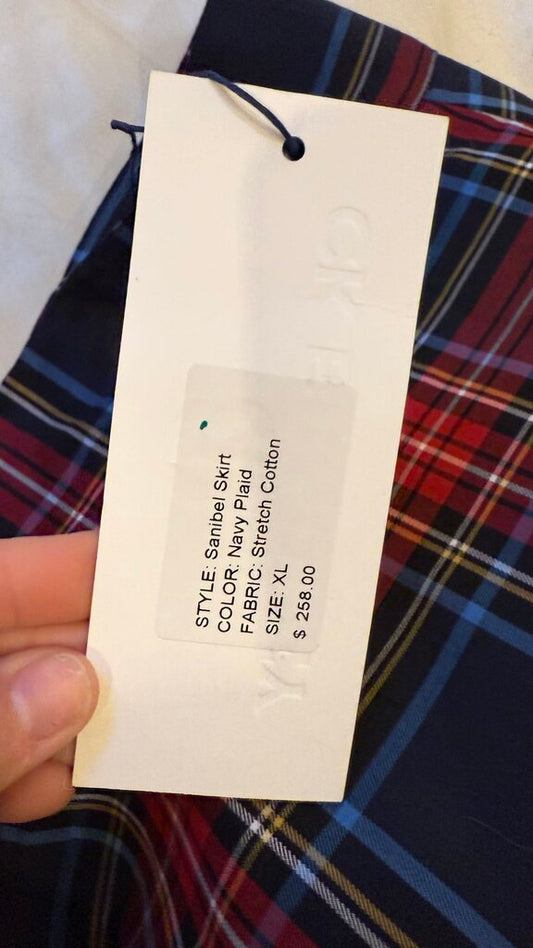 STYLE: Sanibel Skirt
COLOR: Navy Plaid
FABRIC: Stretch Cotton
SIZE: XL
$ 258.00